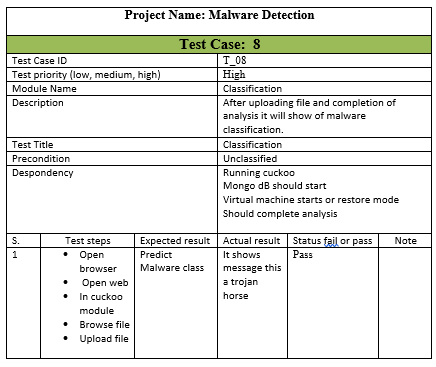 Project Name: Malware Detection
Test Case: 8
Test Case ID T_08
Test priority (low, medium, high) High
Module Name Classification
Description After uploading file and completion of
analysis it will show of malware
classification.
Test Title Classification
Precondition Unclassified
Despondency Running cuckoo
Mongo dB should start
Virtual machine starts or restore mode
Should complete analysis
S. Test steps Expected result Actual result Status fail or pass Note
1 • Open Predict It shows Pass
browser Malware class message this
• Open web a trojan
• In cuckoo horse
module
• Browse file
• Upload file